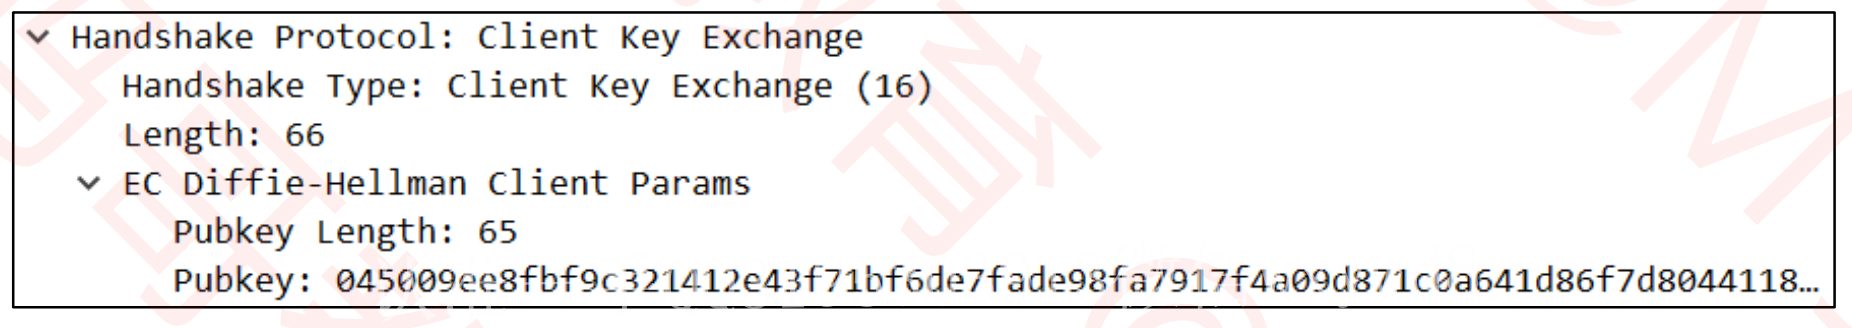 Handshake Protocol: Client Key Exchange
Handshake Type: Client Key Exchange (16)
Length: 66
EC Diffie-Hellman Client Params
Pubkey Length: 65
Pubkey: 045009ee8fbf9c321412e43f71bf6de7fade98fa7917f4a09d871c0a641d86f7d8044118…